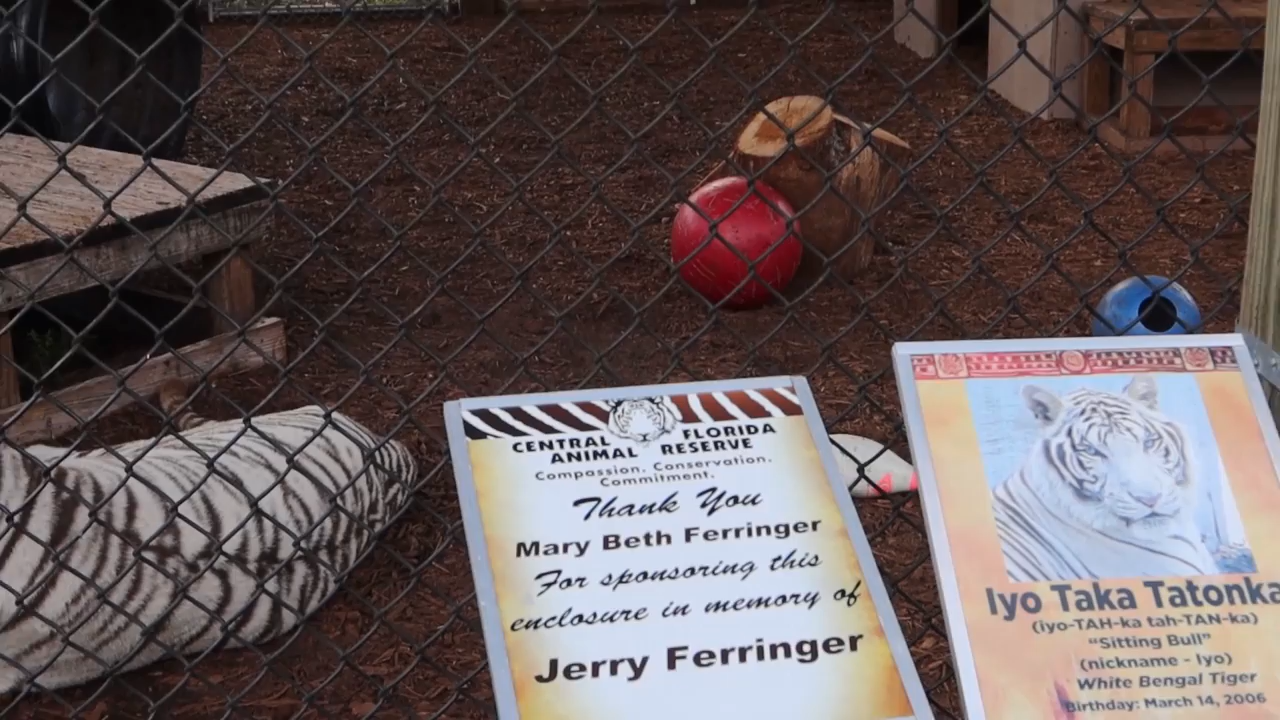 CENTRAL FLORIDA
ANIMAL RESERVE
Compassion. Conservation.
Commitment.
Thank You
Mary Beth Ferringer
For sponsoring this
enclosure in memory of
Jerry Ferringer
Iyo Taka Tatonka
(iyo-TAH-ka tah-TAN-ka)
"Sitting Bull"
(nickname - Iyo)
White Bengal Tiger
Birthday: March 14, 2006